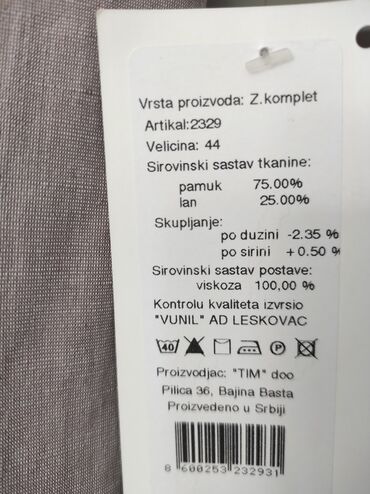 Vrsta proizvoda: Z.komplet
Artikal:2329
Velicina: 44
Sirovinski sastav tkanine:
pamuk 75.00%
lan 25.00%
Skupljanje:
po duzini -2.35 %
po sirini +0.50 %
Sirovinski sastav postave:
viskoza 100,00 %
Kontrolu kvaliteta izvrsio
"VUNIL" AD LESKOVAC
40 P
Proizvodjac: "TIM" doo
Pilica 36, Bajina Basta
Proizvedeno u Srbiji
8 600253 232931